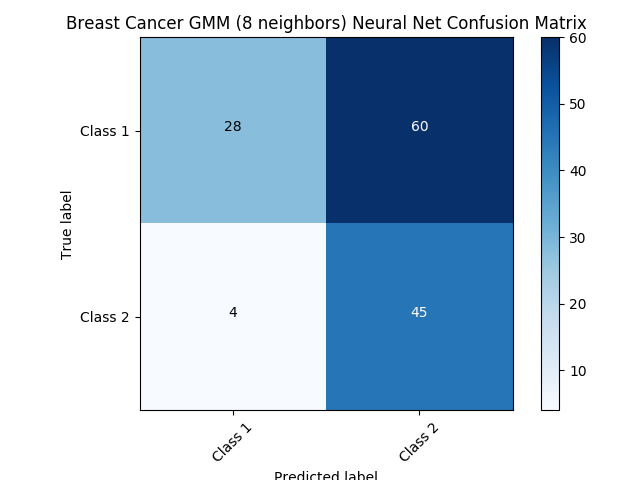 Breast Cancer GMM (8 neighbors) Neural Net Confusion Matrix
60
50
40
30
20
10
True label
Class 1
28
60
Class 2
4
45
Class 1
Class 2
Predicted label